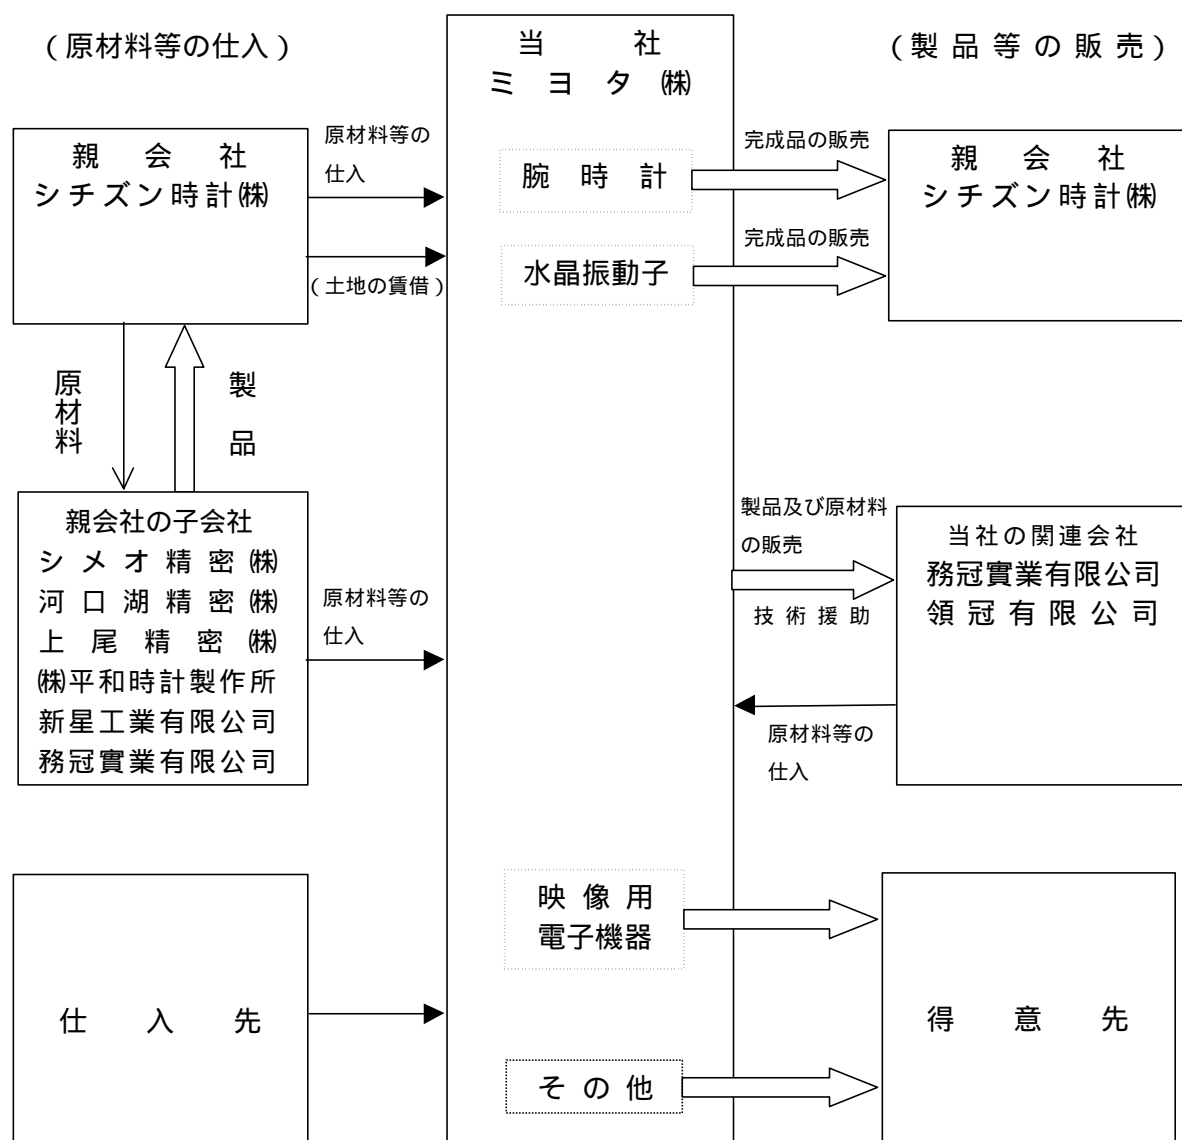 (原材料等の仕入)
当社
ミヨタ㈱
(製品等の販売)
親会社
シチズン時計㈱
原材料等の
仕入
(土地の賃借)
腕時計
水晶振動子
完成品の販売
完成品の販売
親会社
シチズン時計㈱
原材料
製品
親会社の子会社
シメオ精密㈱
河口湖精密㈱
上尾精密㈱
㈱平和時計製作所
新星工業有限公司
務冠實業有限公司
原材料等の
仕入
製品及び原材料
の販売
技術援助
当社の関連会社
務冠實業有限公司
領冠有限公司
原材料等の
仕入
仕入先
映像用
電子機器
その他
得意先